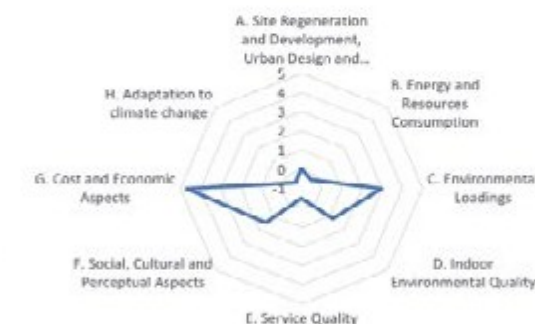 A. Site Regeneration
and Development,
Urban Design and...
B. Energy and
Resources
Consumption
C. Environmenta
Loadings
D. Indoor
Environmental Quality
E. Service Quality
F. Social, Cultural and
Perceptual Aspects
G. Cost and Economic
Aspects
H. Adaptation to
climate change
5
4
3
2
1
0
-1